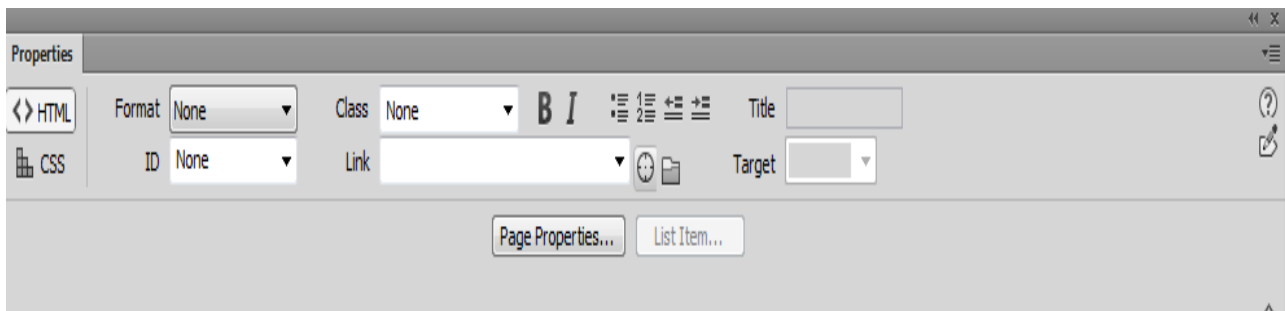 Properties
<> HTML Format None Class None B I Title
CSS ID None Link Target
Page Properties... List Item...